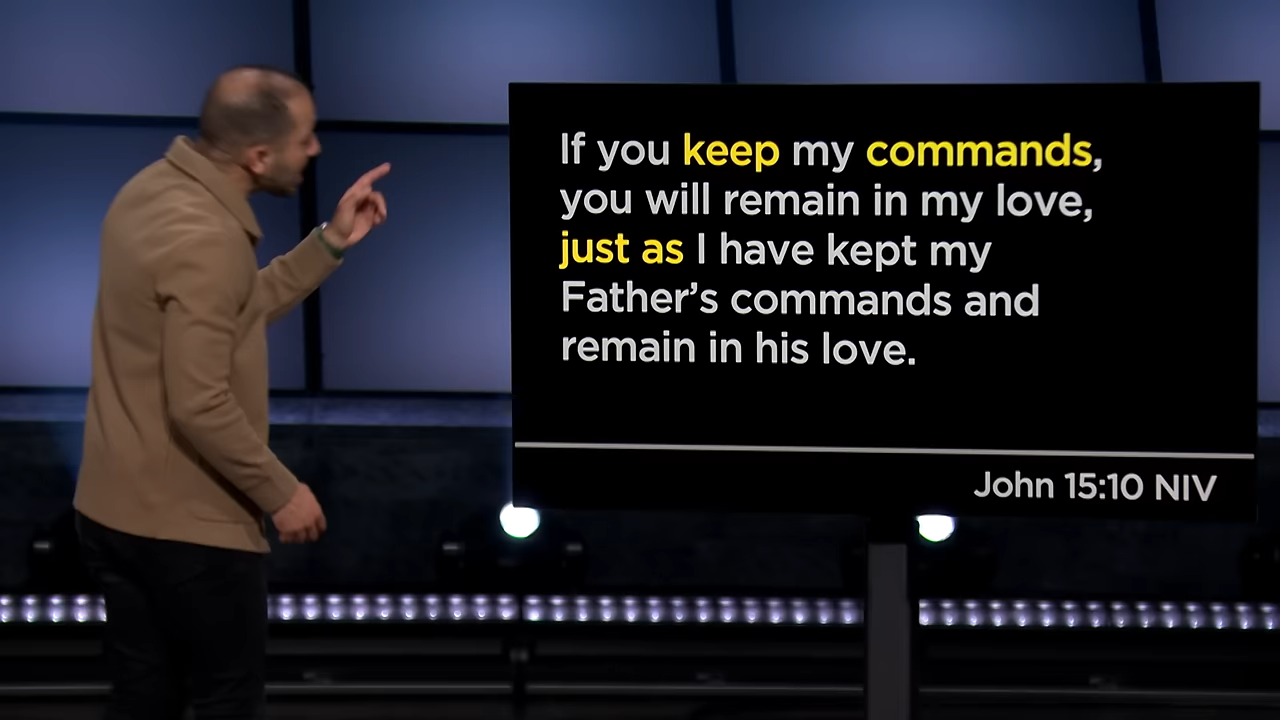 If you keep my commands,
you will remain in my love,
just as I have kept my
Father’s commands and
remain in his love.
John 15:10 NIV